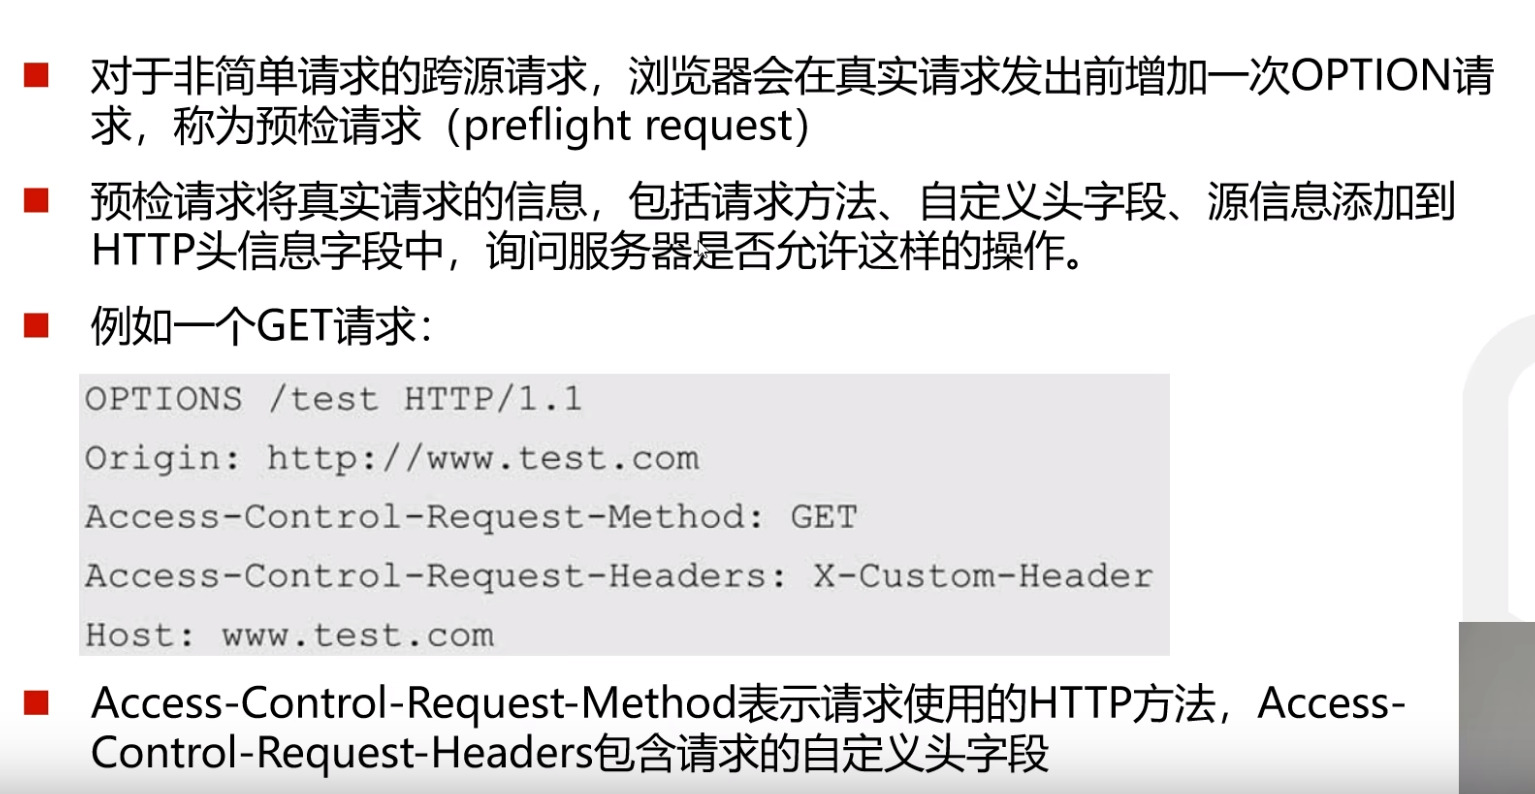 对于非简单请求的跨源请求，浏览器会在真实请求发出前增加一次OPTION请
求，称为预检请求（preflight request）
预检请求将真实请求的信息，包括请求方法、自定义头字段、源信息添加到
HTTP头信息字段中，询问服务器是否允许这样的操作。
例如一个GET请求：
OPTIONS /test HTTP/1.1
Origin: http://www.test.com
Access-Control-Request-Method: GET
Access-Control-Request-Headers: X-Custom-Header
Host: www.test.com
Access-Control-Request-Method表示请求使用的HTTP方法，Access-
Control-Request-Headers包含请求的自定义头字段